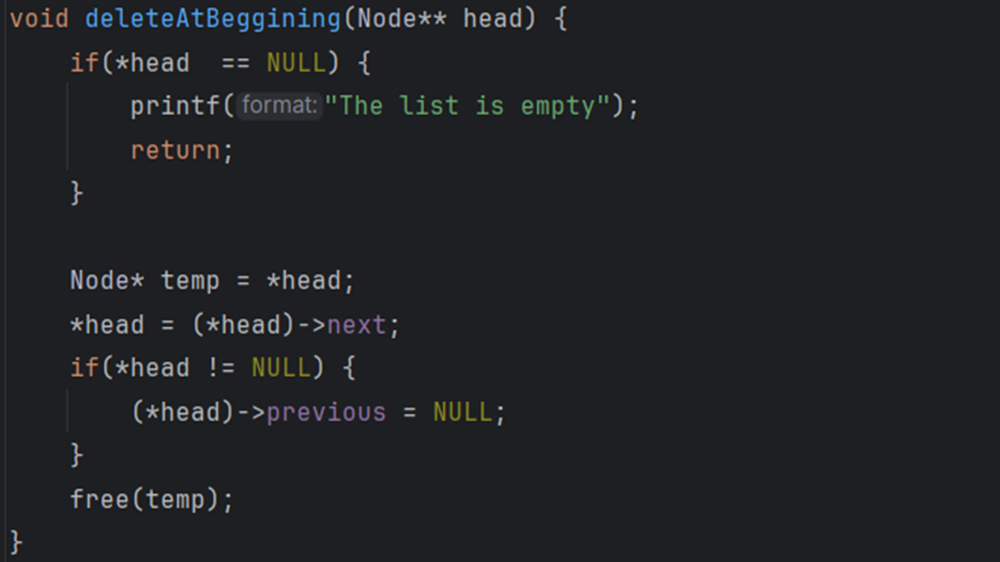 void deleteAtBeggining(Node** head) {
    if(*head  == NULL) {
        printf(format:"The list is empty");
        return;
    }

    Node* temp = *head;
    *head = (*head)->next;
    if(*head != NULL) {
        (*head)->previous = NULL;
    }
    free(temp);
}